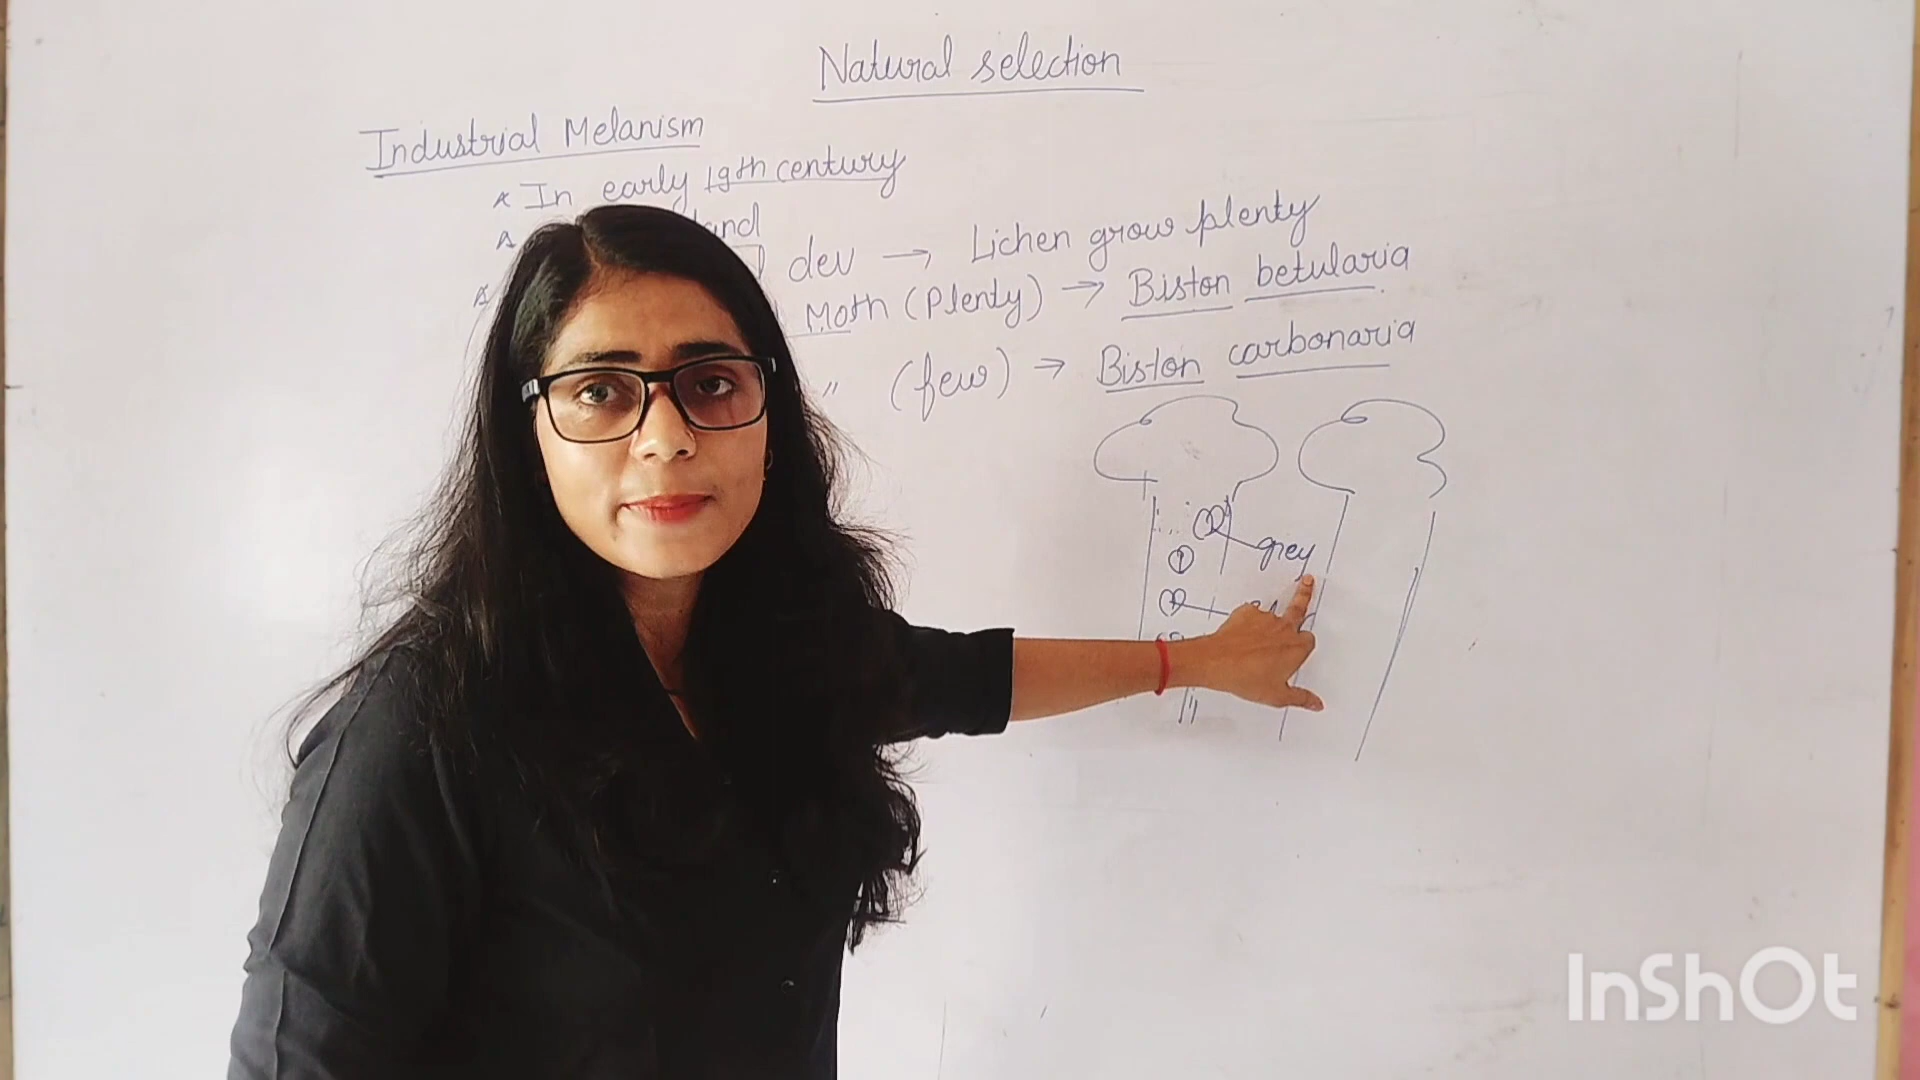 Natural selection
Industrial Melanism
In early 19th century
dev → Lichen grow plenty
Moth (Plenty) → Biston betularia.
" (few) → Biston carbonaria
grey
InShOt